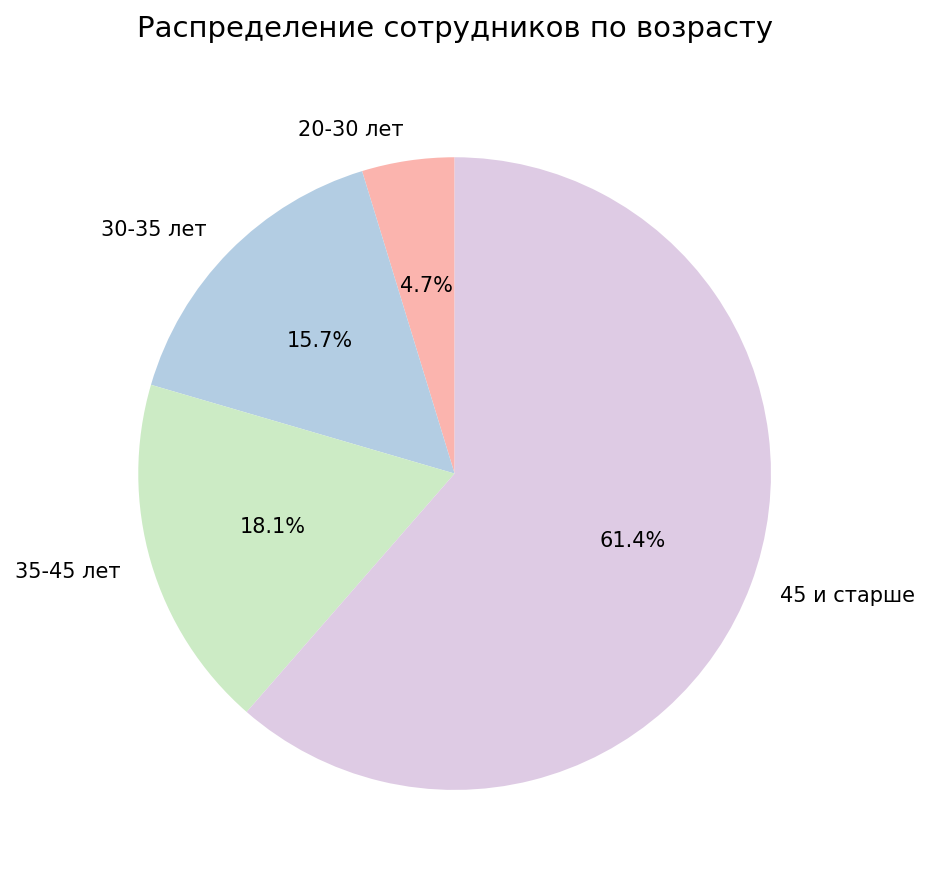 Распределение сотрудников по возрасту
20-30 лет
30-35 лет
4.7%
15.7%
18.1%
61.4%
35-45 лет
45 и старше